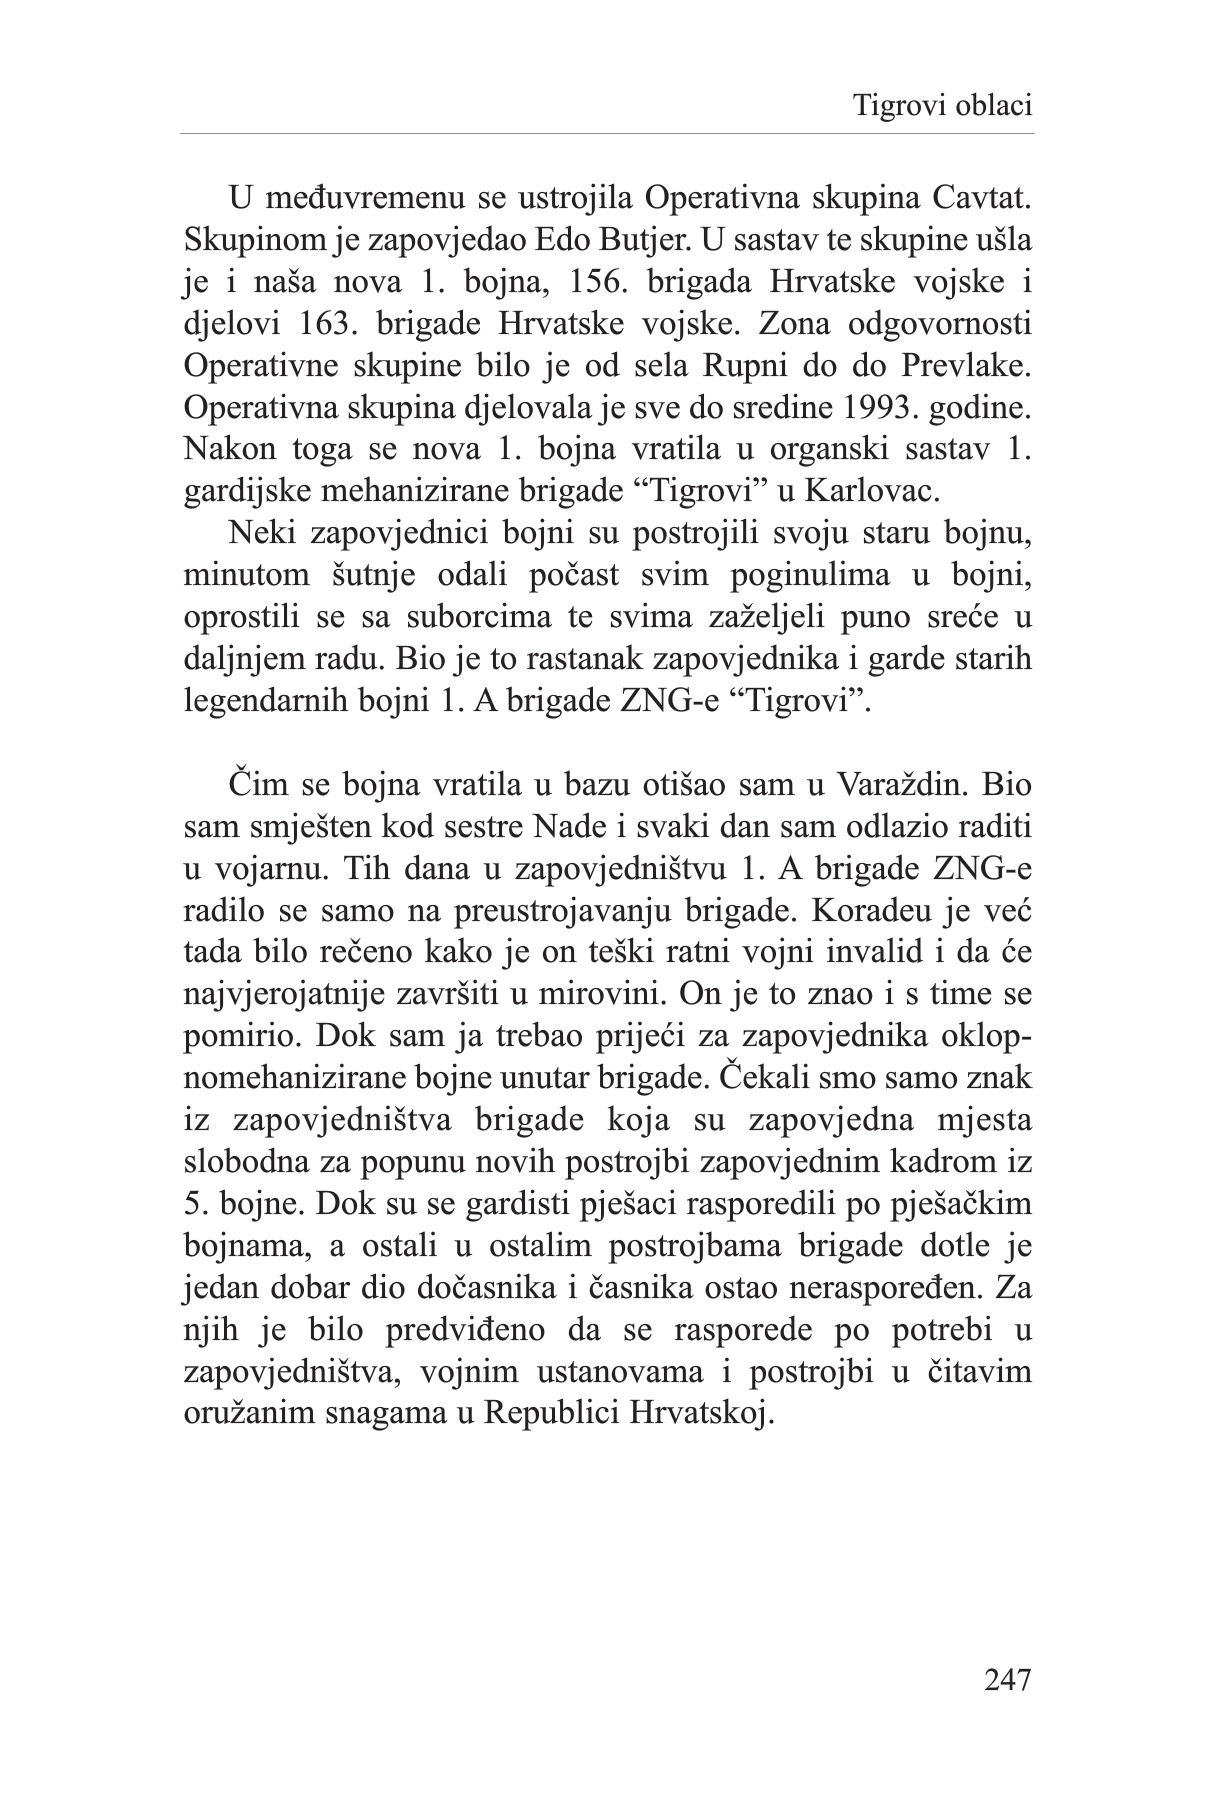 Tigrovi oblaci
U međuvremenu se ustrojila Operativna skupina Cavtat.
Skupinom je zapovjedao Edo Butjer. U sastav te skupine ušla
je i naša nova 1. bojna, 156. brigada Hrvatske vojske i
djelovi 163. brigade Hrvatske vojske. Zona odgovornosti
Operativne skupine bilo je od sela Rupni do do Prevlake.
Operativna skupina djelovala je sve do sredine 1993. godine.
Nakon toga se nova 1. bojna vratila u organski sastav 1.
gardijske mehanizirane brigade “Tigrovi” u Karlovac.
Neki zapovjednici bojni su postrojili svoju staru bojnu,
minutom šutnje odali počast svim poginulima u bojni,
oprostili se sa suborcima te svima zaželjeli puno sreće u
daljnjem radu. Bio je to rastanak zapovjednika i garde starih
legendarnih bojni 1. A brigade ZNG-e “Tigrovi”.
Čim se bojna vratila u bazu otišao sam u Varaždin. Bio
sam smješten kod sestre Nade i svaki dan sam odlazio raditi
u vojarnu. Tih dana u zapovjedništvu 1. A brigade ZNG-e
radilo se samo na preustrojavanju brigade. Koradeu je već
tada bilo rečeno kako je on teški ratni vojni invalid i da će
najvjerojatnije završiti u mirovini. On je to znao i s time se
pomirio. Dok sam ja trebao prijeći za zapovjednika oklop-
nomehanizirane bojne unutar brigade. Čekali smo samo znak
iz zapovjedništva brigade koja su zapovjedna mjesta
slobodna za popunu novih postrojbi zapovjednim kadrom iz
5. bojne. Dok su se gardisti pješaci rasporedili po pješačkim
bojnama, a ostali u ostalim postrojbama brigade dotle je
jedan dobar dio dočasnika i časnika ostao neraspoređen. Za
njih je bilo predviđeno da se rasporede po potrebi u
zapovjedništva, vojnim ustanovama i postrojbi u čitavim
oružanim snagama u Republici Hrvatskoj.
247